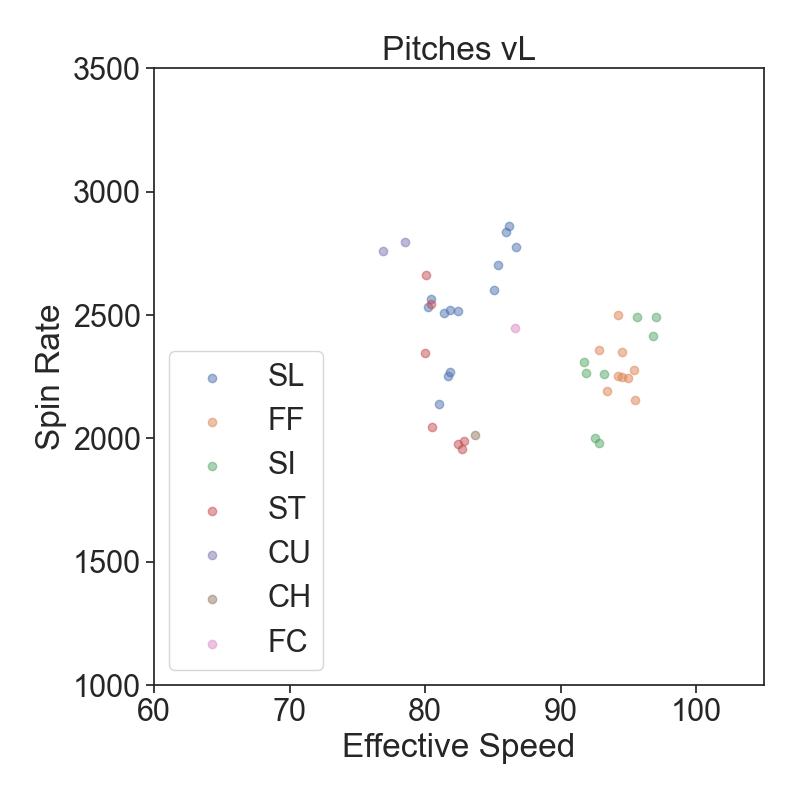 Pitches vL
3500
3000
2500
2000
1500
1000
Spin Rate
SL
FF
SI
ST
CU
CH
FC
60 70 80 90 100
Effective Speed